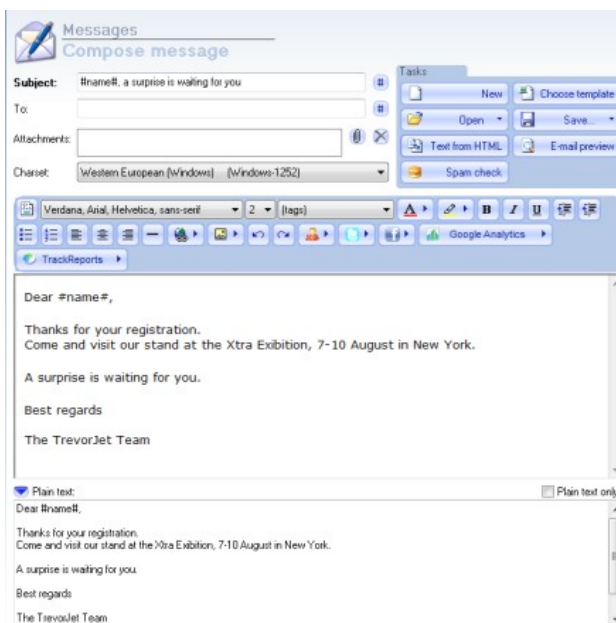 Messages
Compose message
Subject: #name#, a surprise is waiting for you #
To: #
Attachments:
Charset: Western European (Windows) (Windows-1252)
Tasks
New Choose template
Open Save...
Text from HTML E-mail preview
Spam check
Verdana, Arial, Helvetica, sans-serif 2 (tags) A B I U
Google Analytics
TrackReports
Dear #name#,
Thanks for your registration.
Come and visit our stand at the Xtra Exibition, 7-10 August in New York.
A surprise is waiting for you.
Best regards
The TrevorJet Team
Plain text: Plain text only
Dear #name#,
Thanks for your registration.
Come and visit our stand at the Xtra Exibition, 7-10 August in New York.
A surprise is waiting for you.
Best regards
The TrevorJet Team